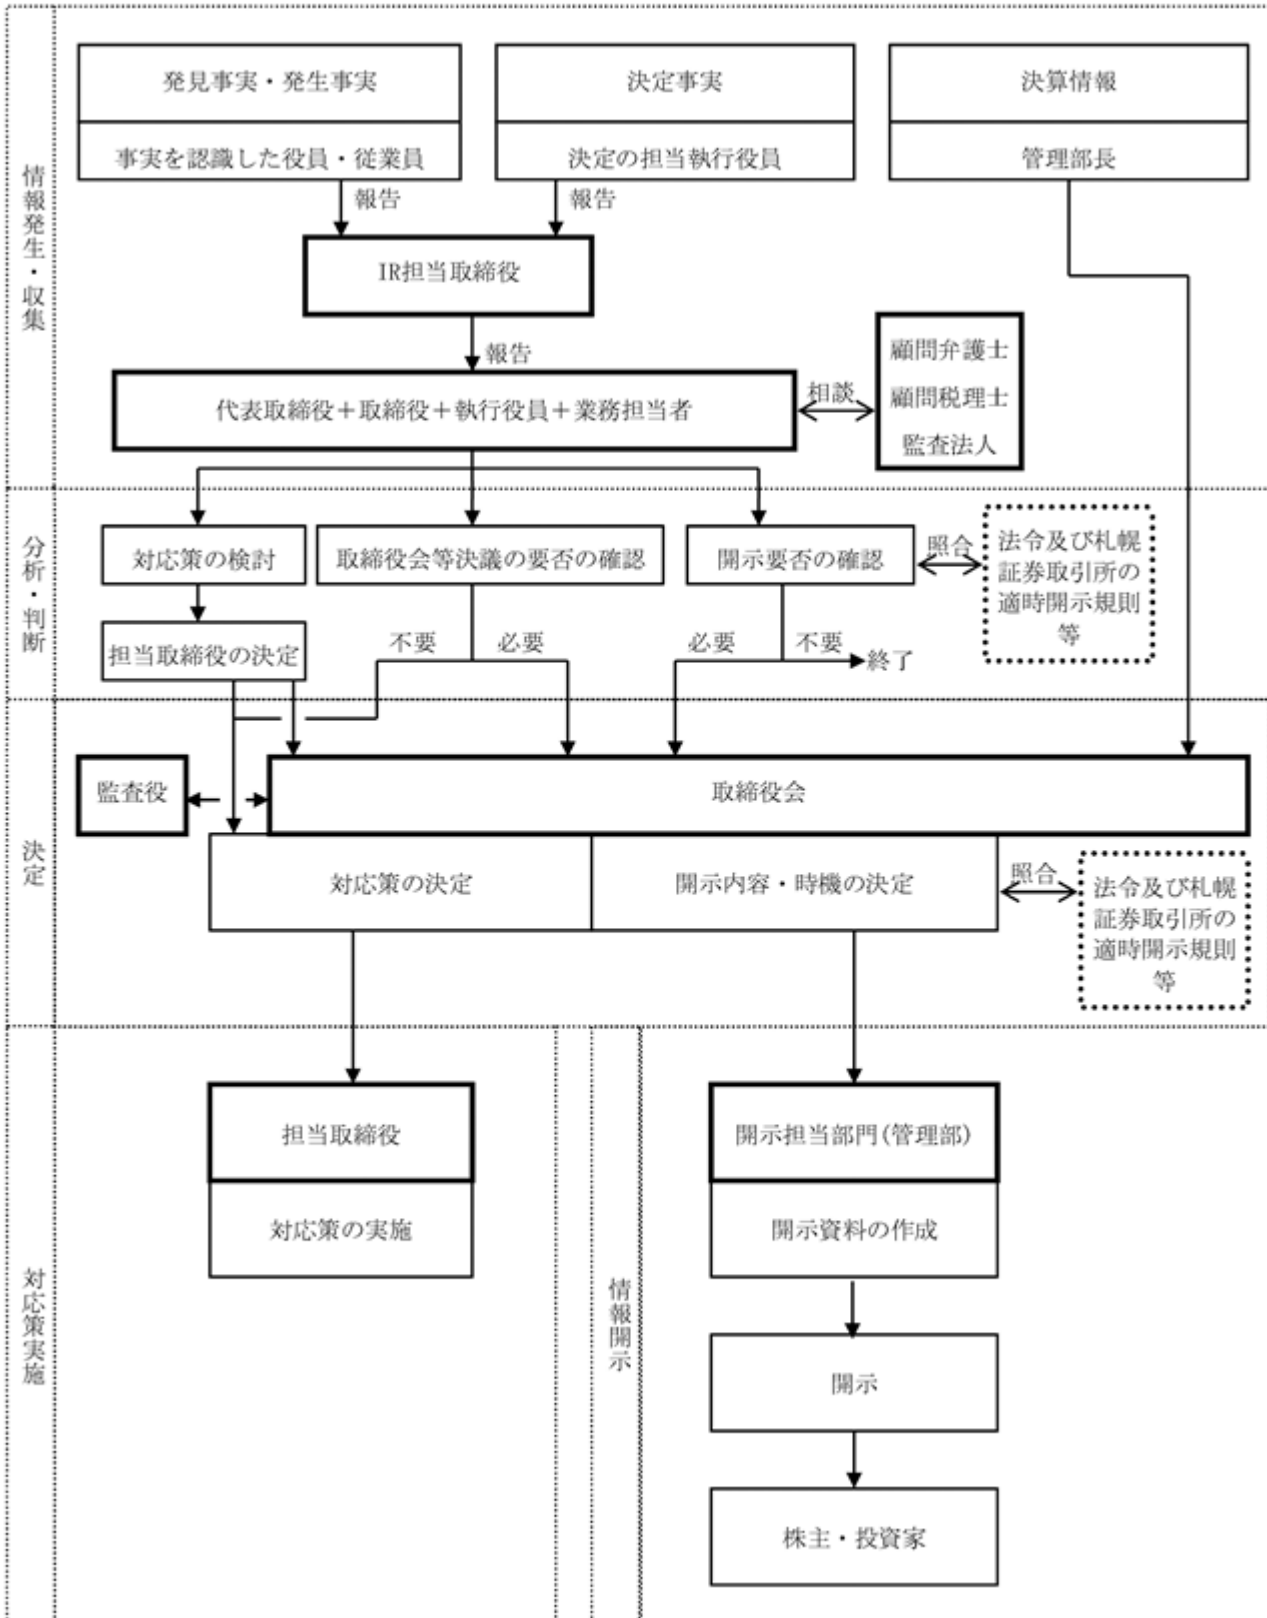 情報発生・収集
発見事実・発生事実
決定事実
決算情報
事実を認識した役員・従業員
決定の担当執行役員
管理部長
報告
報告
IR担当取締役
報告
代表取締役＋取締役＋執行役員＋業務担当者
相談
顧問弁護士
顧問税理士
監査法人
分析・判断
対応策の検討
取締役会等決議の要否の確認
開示要否の確認
照合
法令及び札幌
証券取引所の
適時開示規則
等
担当取締役の決定
不要
必要
必要
不要
終了
決定
監査役
取締役会
対応策の決定
開示内容・時機の決定
照合
法令及び札幌
証券取引所の
適時開示規則
等
対応策実施
担当取締役
対応策の実施
情報開示
開示担当部門(管理部)
開示資料の作成
開示
株主・投資家